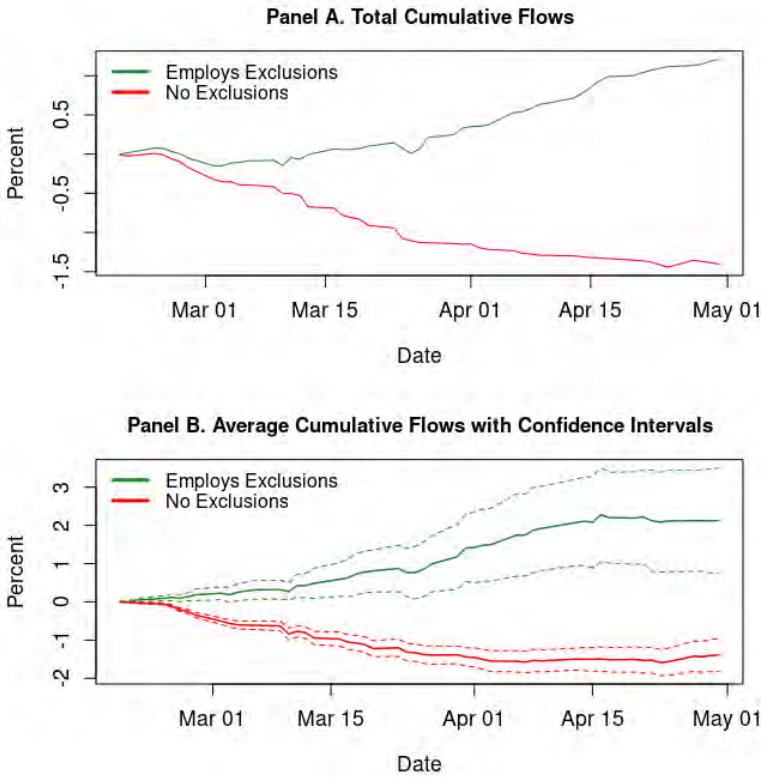 Panel A. Total Cumulative Flows
Employs Exclusions
No Exclusions
Percent
0.5
-0.5
-1.5
Mar 01 Mar 15 Apr 01 Apr 15 May 01
Date
Panel B. Average Cumulative Flows with Confidence Intervals
Employs Exclusions
No Exclusions
Percent
3
2
1
0
-1
-2
Mar 01 Mar 15 Apr 01 Apr 15 May 01
Date